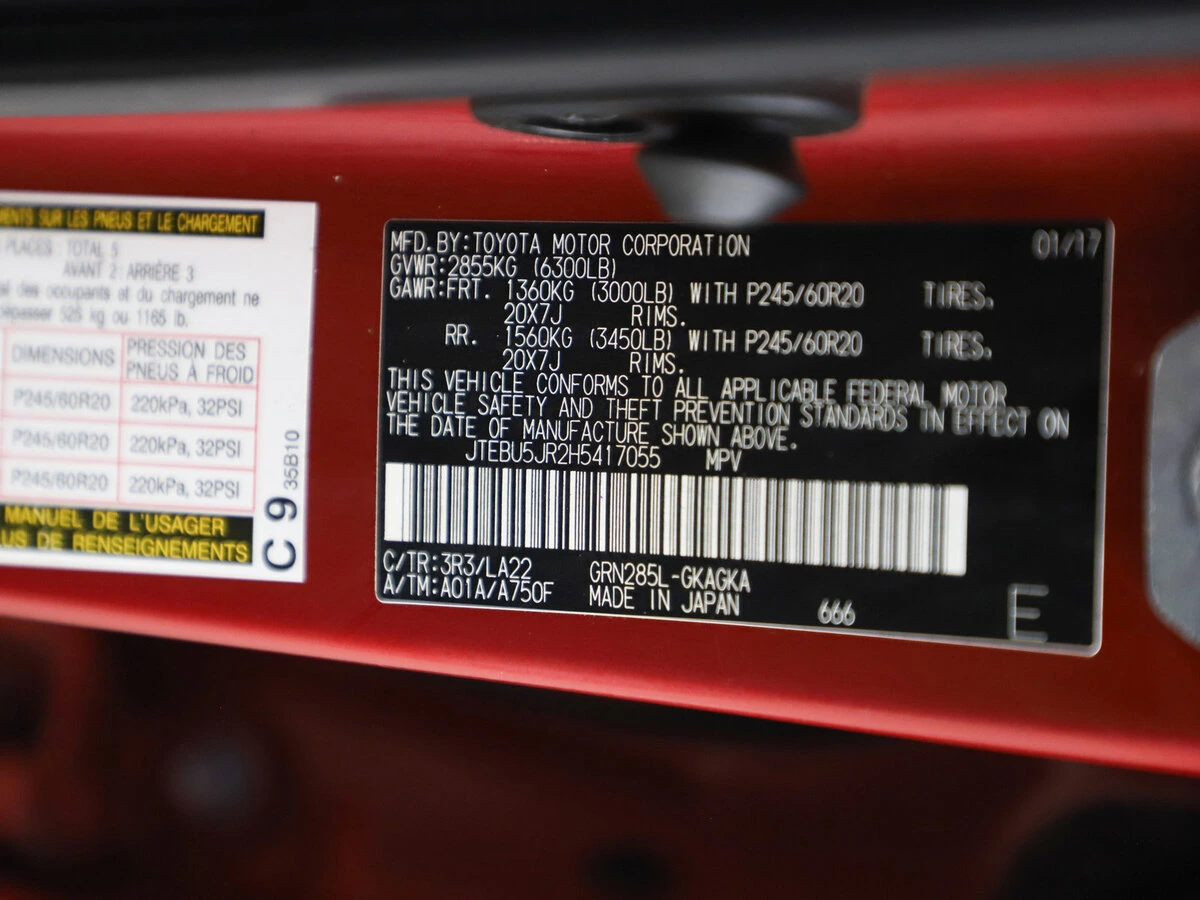 SUR LES PNEUS ET LE CHARGEMENT
PLACES : TOTAL 5
AVANT 2 : ARRIÈRE 3
des occupants et du chargement ne
525 kg ou 1165 lb.
DIMENSIONS PRESSION DES PNEUS À FROID
P245/60R20 220kPa, 32PSI
P245/60R20 220kPa, 32PSI
P245/60R20 220kPa, 32PSI
MANUEL DE L'USAGER
DE RENSEIGNEMENTS
C9 35B10
MFD. BY:TOYOTA MOTOR CORPORATION 01/17
GVWR:2855KG (6300LB)
GAWR:FRT. 1360KG (3000LB) WITH P245/60R20 TIRES,
20X7J RIMS.
RR. 1560KG (3450LB) WITH P245/60R20 TIRES,
20X7J RIMS.
THIS VEHICLE CONFORMS TO ALL APPLICABLE FEDERAL MOTOR
VEHICLE SAFETY AND THEFT PREVENTION STANDARDS IN EFFECT ON
THE DATE OF MANUFACTURE SHOWN ABOVE.
JTEBU5JR2H5417055 MPV
C/TR:3R3/LA22 GRN285L-GKAGKA
A/TM:A01A/A750F MADE IN JAPAN 666 E